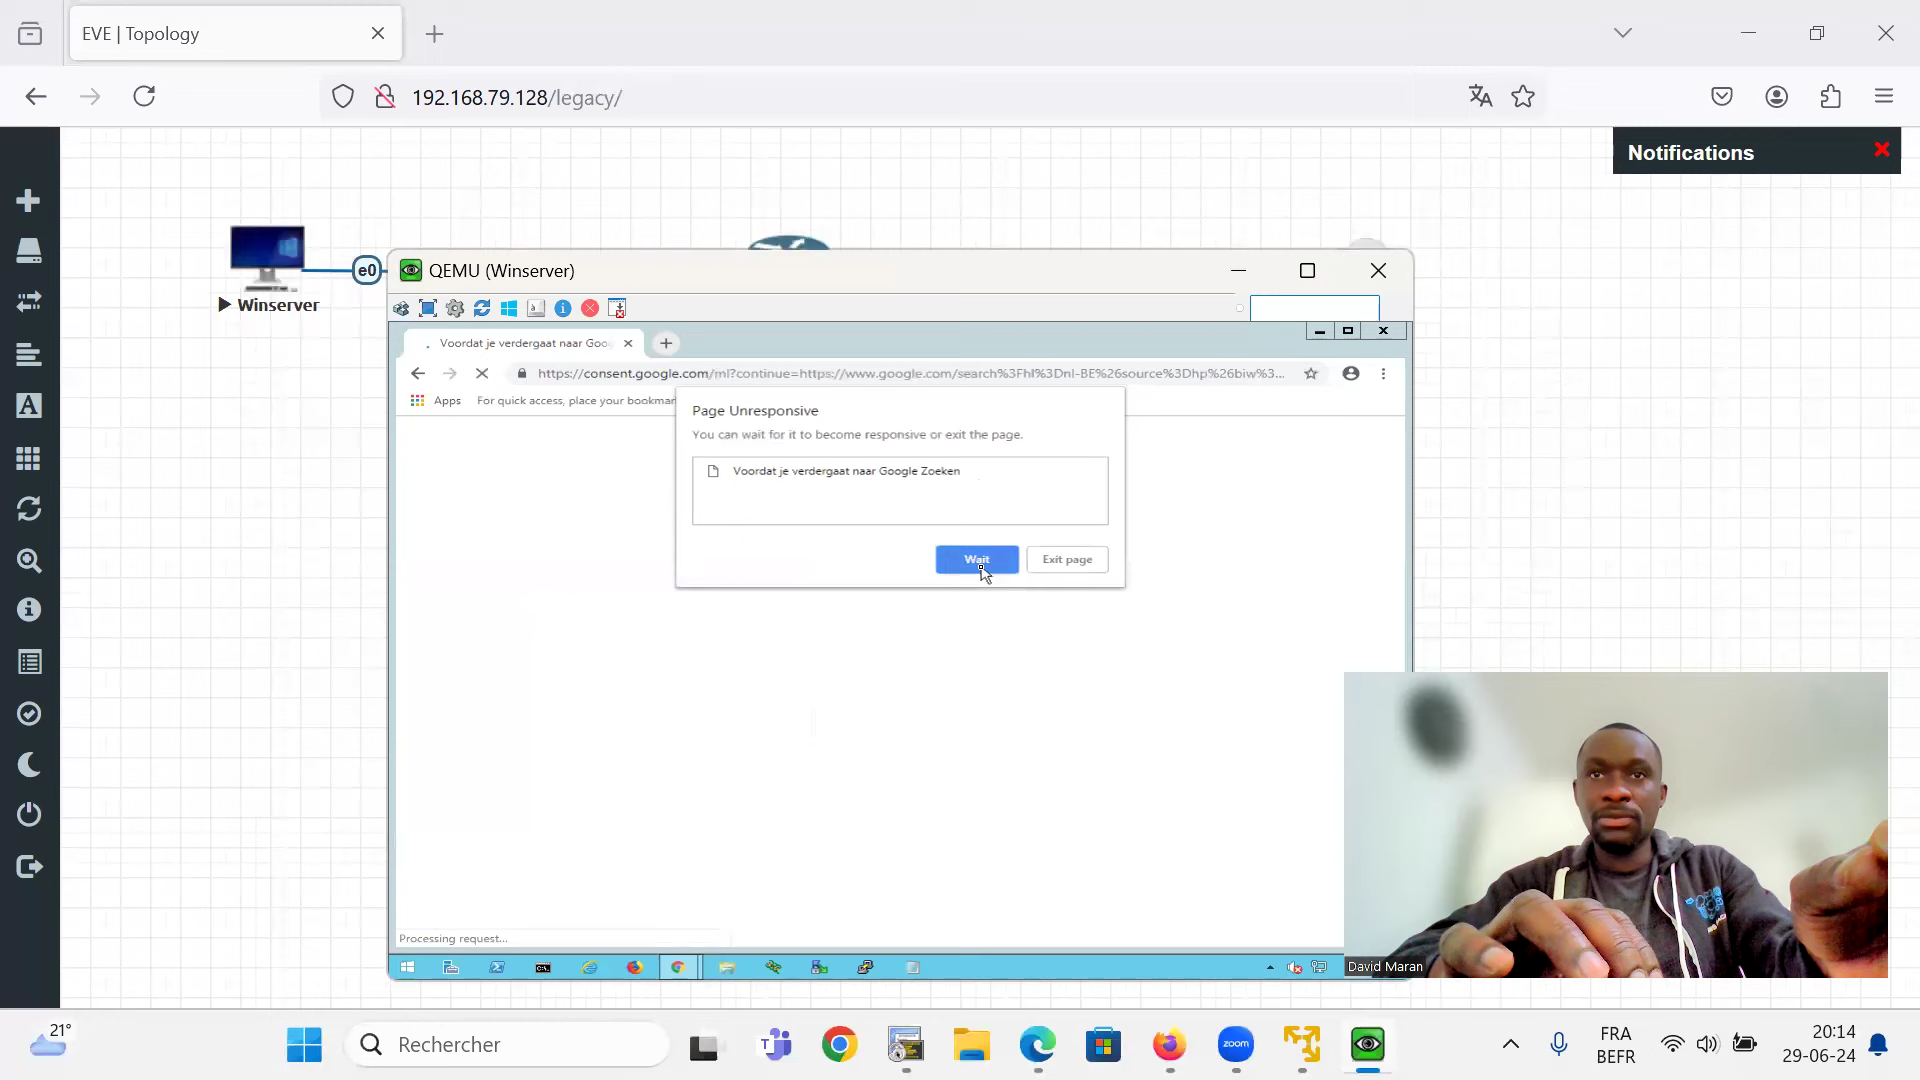 EVE | Topology
192.168.79.128/legacy/
Notifications
e0
Winserver
QEMU (Winserver)
Voordat je verdergaat naar Goo
https://consent.google.com/ml?continue=https://www.google.com/search%3Fhl%3Dnl-BE%26source%3Dhp%26biw%3...
Apps
For quick access, place your bookmar
Page Unresponsive
You can wait for it to become responsive or exit the page.
Voordat je verdergaat naar Google Zoeken
Wait
Exit page
Processing request...
David Maran
21°
Rechercher
zoom
FRA
BEFR
20:14
29-06-24